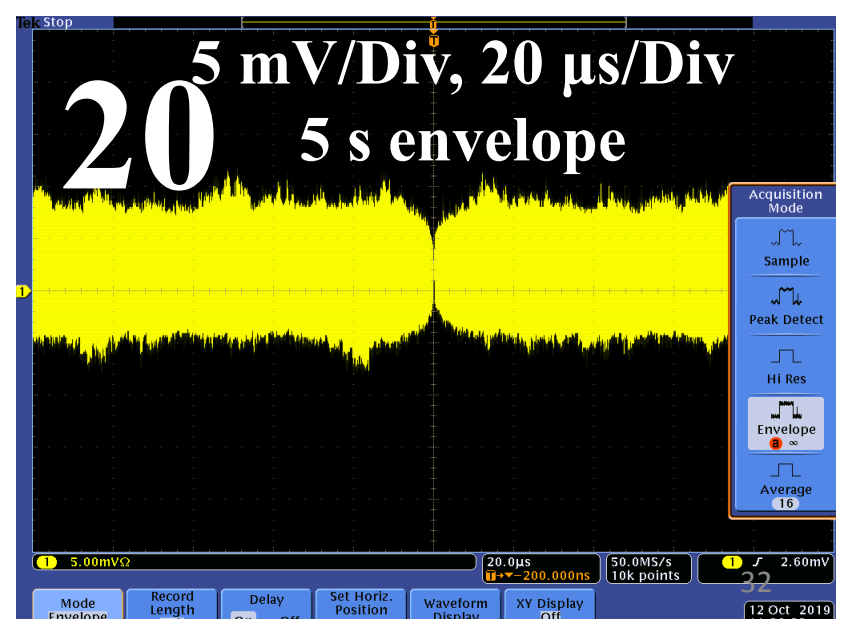 Tek Stop
T
T
5 mV/Div, 20 µs/Div
20
5 s envelope
Acquisition
Mode
Sample
Peak Detect
Hi Res
Envelope
a ∞
Average
16
1
1 5.00mVΩ
20.0µs
T→▼−200.000ns
50.0MS/s
10k points
1 ∫ 2.60mV
32
Mode
Envelope
Record
Length
Delay
On Off
Set Horiz.
Position
Waveform
Display
XY Display
Off
12 Oct 2019